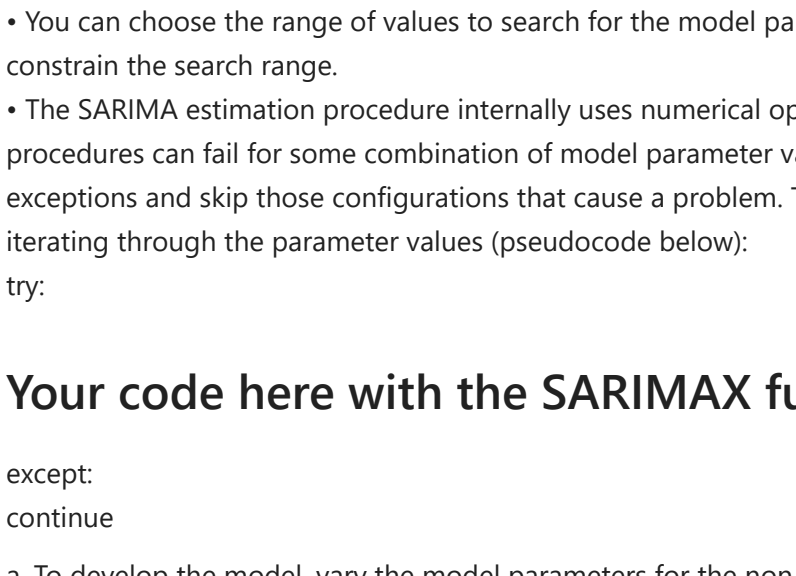 • You can choose the range of values to search for the model pa
constrain the search range.
• The SARIMA estimation procedure internally uses numerical op
procedures can fail for some combination of model parameter va
exceptions and skip those configurations that cause a problem. T
iterating through the parameter values (pseudocode below):
try:
Your code here with the SARIMAX fu
except:
continue
a. To develop the model, vary the model parameters for the non